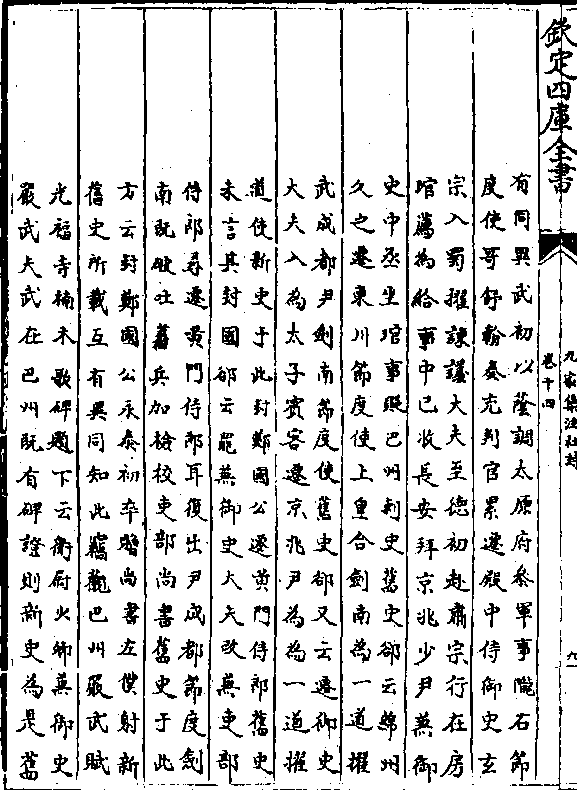 欽定四庫全書
九家集注杜詩
卷十四
有同異武初以蔭調太原府參軍事隴右節
度使哥舒翰奏充判官累遷殿中侍御史玄
宗入蜀擢諫議大夫至德初赴肅宗行在房
琯薦為給事中已收長安拜京兆少尹兼御
史中丞坐琯事貶巴州刺史舊史卻云綿州
久之遷東川節度使上皇合劍南為一道擢
武成都尹劍南節度使舊史卻又云遷御史
大夫入為太子賓客遷京兆尹為為一道擢
道使新史于此封鄭國公遷黄門侍郎舊史
未言其封國卻云罷兼御史大夫改兼吏部
侍郎尋遷黄門侍郎耳復出尹成都節度劍
南既破吐蕃兵加檢校吏部尚書舊史于此
方云封鄭國公永泰初卒贈尚書左僕射新
舊史所載互有異同如此舊觀巴州嚴武賦
光福寺楠木歌碑題下云衛尉少卿兼御史
嚴武夫武在巴州既有碑證則新史為是舊